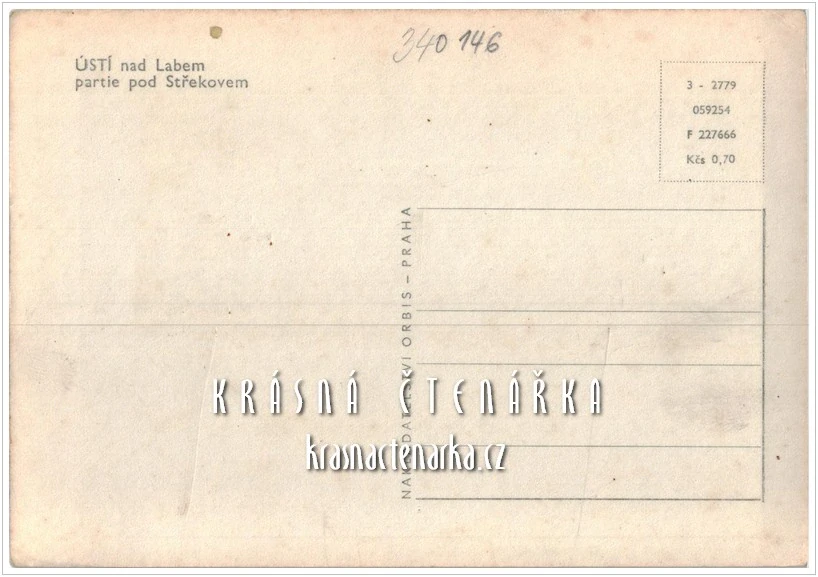 340 146
ÚSTÍ nad Labem
partie pod Střekovem
3 - 2779
059254
F 227666
Kčs 0,70
NAKLADATELSTVÍ ORBIS – PRAHA
KRÁSNÁ ČTENÁŘKA
krasnactenarka.cz